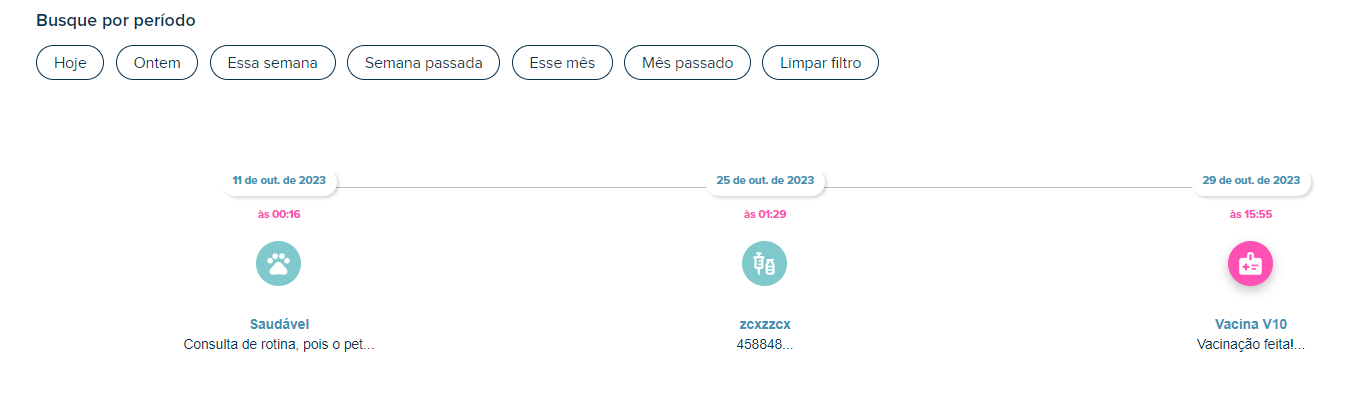 Busque por período
Hoje Ontem Essa semana Semana passada Esse mês Mês passado Limpar filtro
11 de out. de 2023 25 de out. de 2023 29 de out. de 2023
às 00:16 às 01:29 às 15:55
Saudável zcxzzcx Vacina V10
Consulta de rotina, pois o pet... 458848... Vacinação feita!...